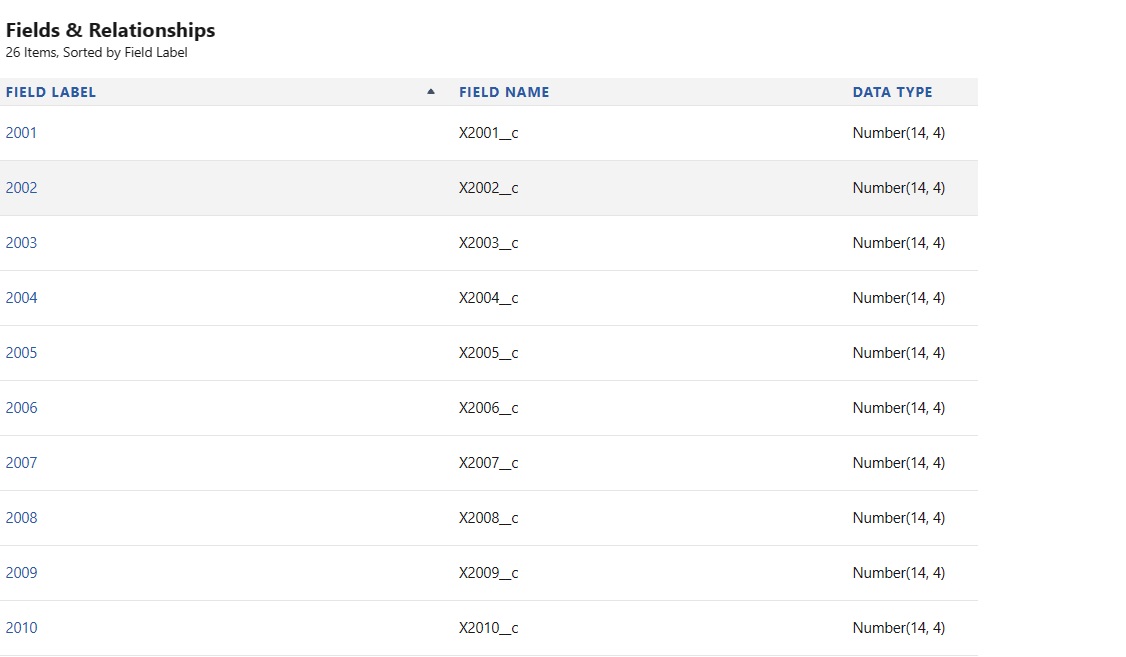 Fields & Relationships
26 Items, Sorted by Field Label
FIELD LABEL FIELD NAME DATA TYPE
2001 X2001__c Number(14, 4)
2002 X2002__c Number(14, 4)
2003 X2003__c Number(14, 4)
2004 X2004__c Number(14, 4)
2005 X2005__c Number(14, 4)
2006 X2006__c Number(14, 4)
2007 X2007__c Number(14, 4)
2008 X2008__c Number(14, 4)
2009 X2009__c Number(14, 4)
2010 X2010__c Number(14, 4)